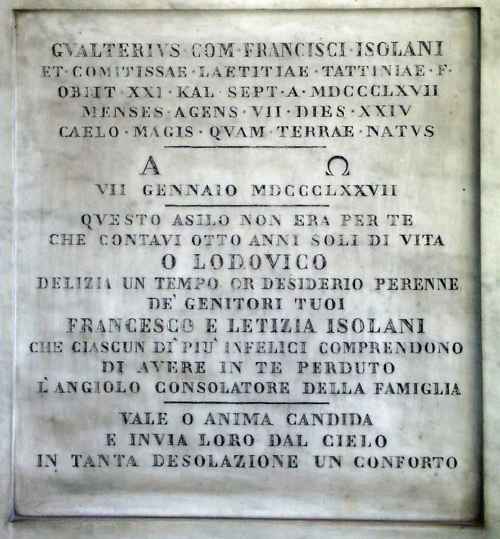 GVALTERIVS·COM·FRANCISCI·ISOLANI
ET·COMITISSAE·LAETITIAE·TATTINIAE·F·
OBIIT·XXI·KAL·SEPT·A·MDCCCLXVII
MENSES·AGENS·VII·DIES·XXIV
CAELO·MAGIS·QVAM·TERRAE·NATVS
Α Ω
VII GENNAIO MDCCCLXXVII
QVESTO ASILO NON ERA PER TE
CHE CONTAVI OTTO ANNI SOLI DI VITA
O LODOVICO
DELIZIA UN TEMPO OR DESIDERIO PERENNE
DE' GENITORI TUOI
FRANCESCO E LETIZIA ISOLANI
CHE CIASCUN DI' PIU' INFELICI COMPRENDONO
DI AVERE IN TE PERDUTO
L'ANGIOLO CONSOLATORE DELLA FAMIGLIA
VALE O ANIMA CANDIDA
E INVIA LORO DAL CIELO
IN TANTA DESOLAZIONE UN CONFORTO